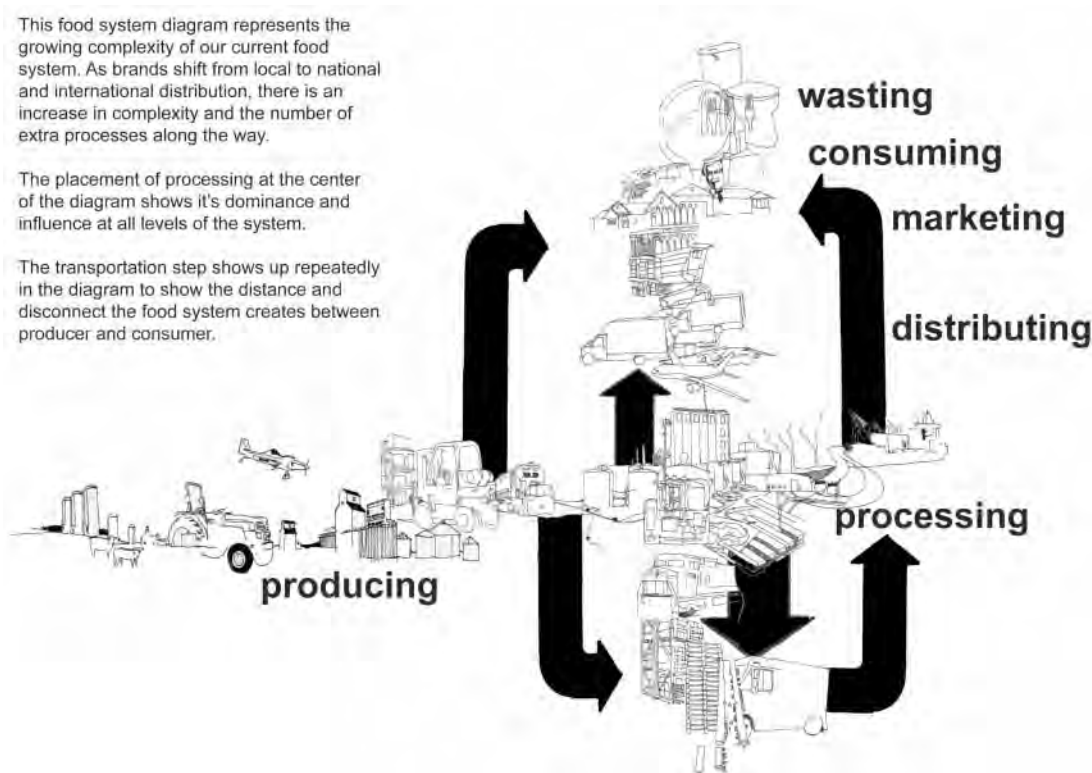 This food system diagram represents the
growing complexity of our current food
system. As brands shift from local to national
and international distribution, there is an
increase in complexity and the number of
extra processes along the way.
The placement of processing at the center
of the diagram shows it's dominance and
influence at all levels of the system.
The transportation step shows up repeatedly
in the diagram to show the distance and
disconnect the food system creates between
producer and consumer.
wasting
consuming
marketing
distributing
processing
producing